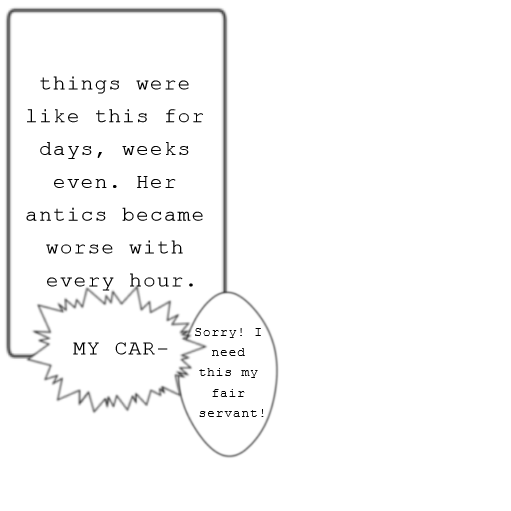 things were
like this for
days, weeks
even. Her
antics became
worse with
every hour.
MY CAR-
Sorry! I
need
this my
fair
servant!